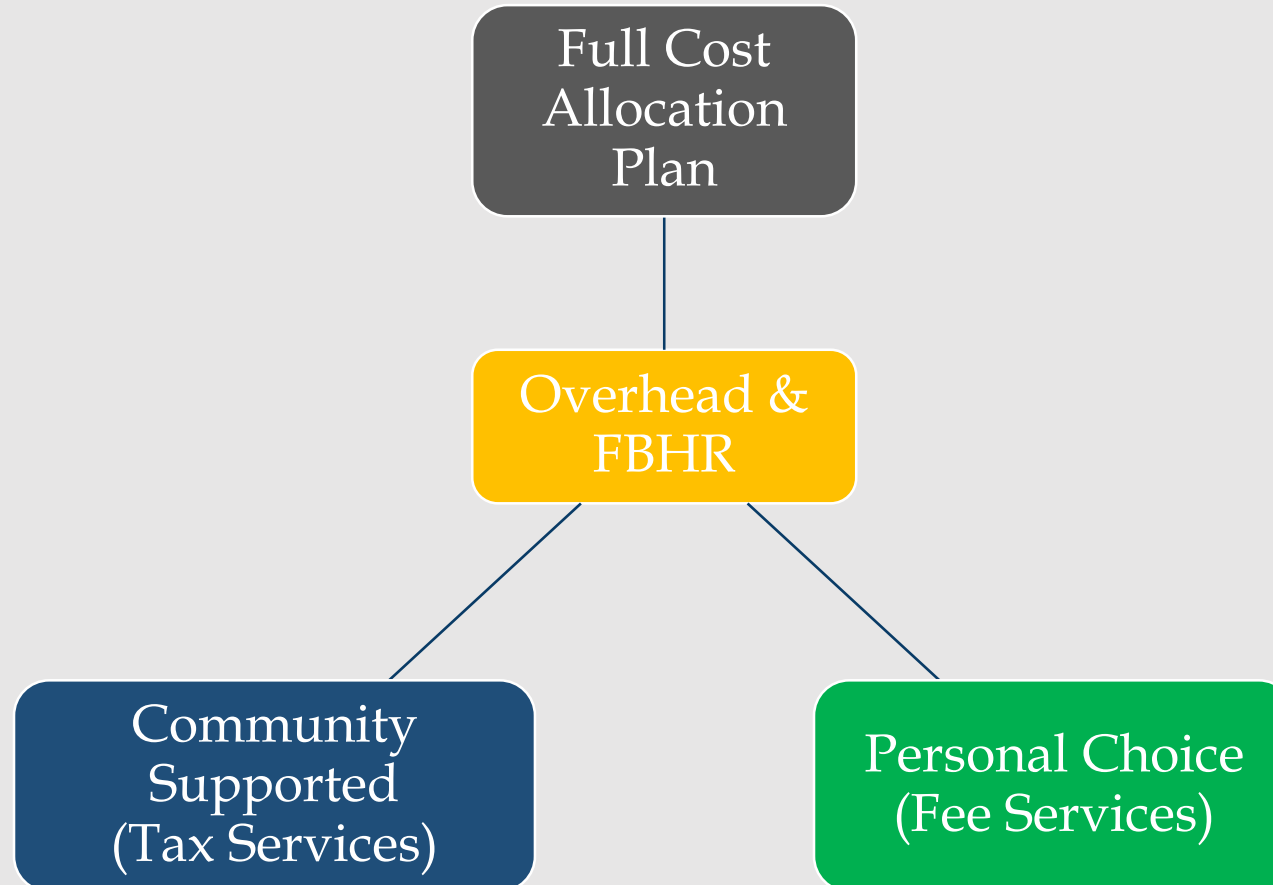 Full Cost
Allocation
Plan
Overhead &
FBHR
Community
Supported
(Tax Services)
Personal Choice
(Fee Services)